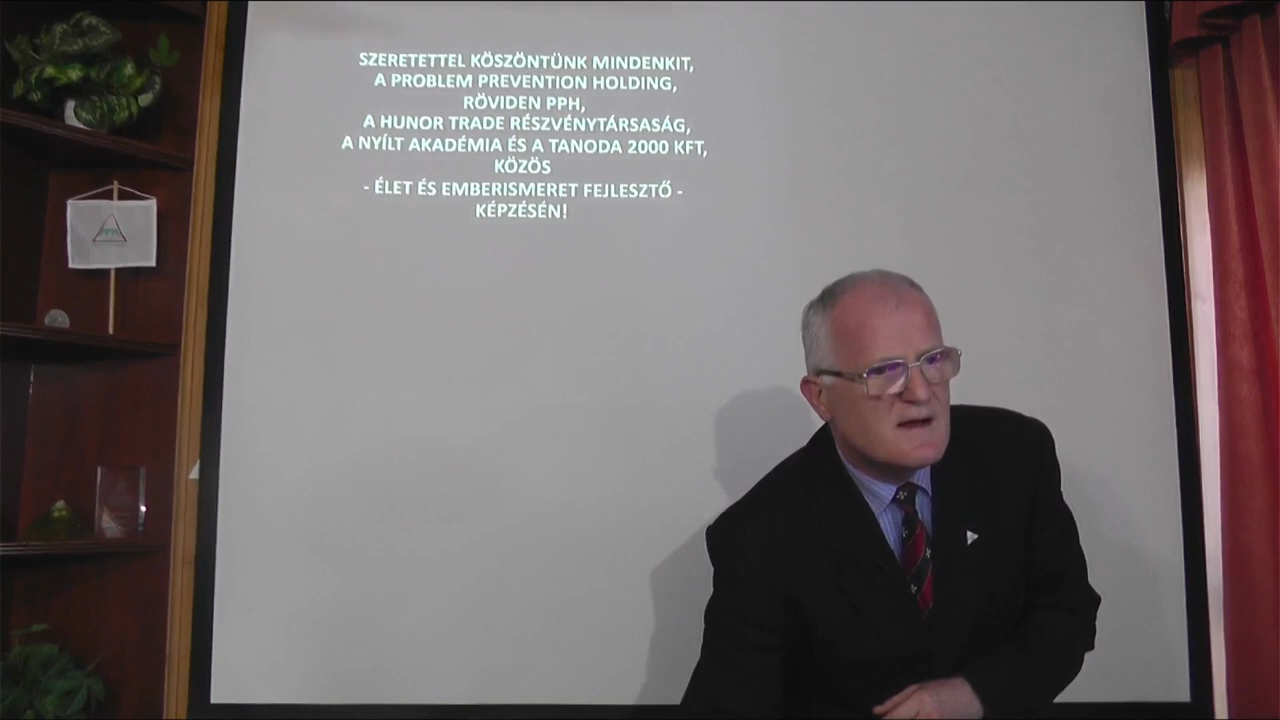 SZERETETTEL KÖSZÖNTÜNK MINDENKIT,
A PROBLEM PREVENTION HOLDING,
RÖVIDEN PPH,
A HUNOR TRADE RÉSZVÉNYTÁRSASÁG,
A NYÍLT AKADÉMIA ÉS A TANODA 2000 KFT,
KÖZÖS
- ÉLET ÉS EMBERISMERET FEJLESZTŐ -
KÉPZÉSÉN!